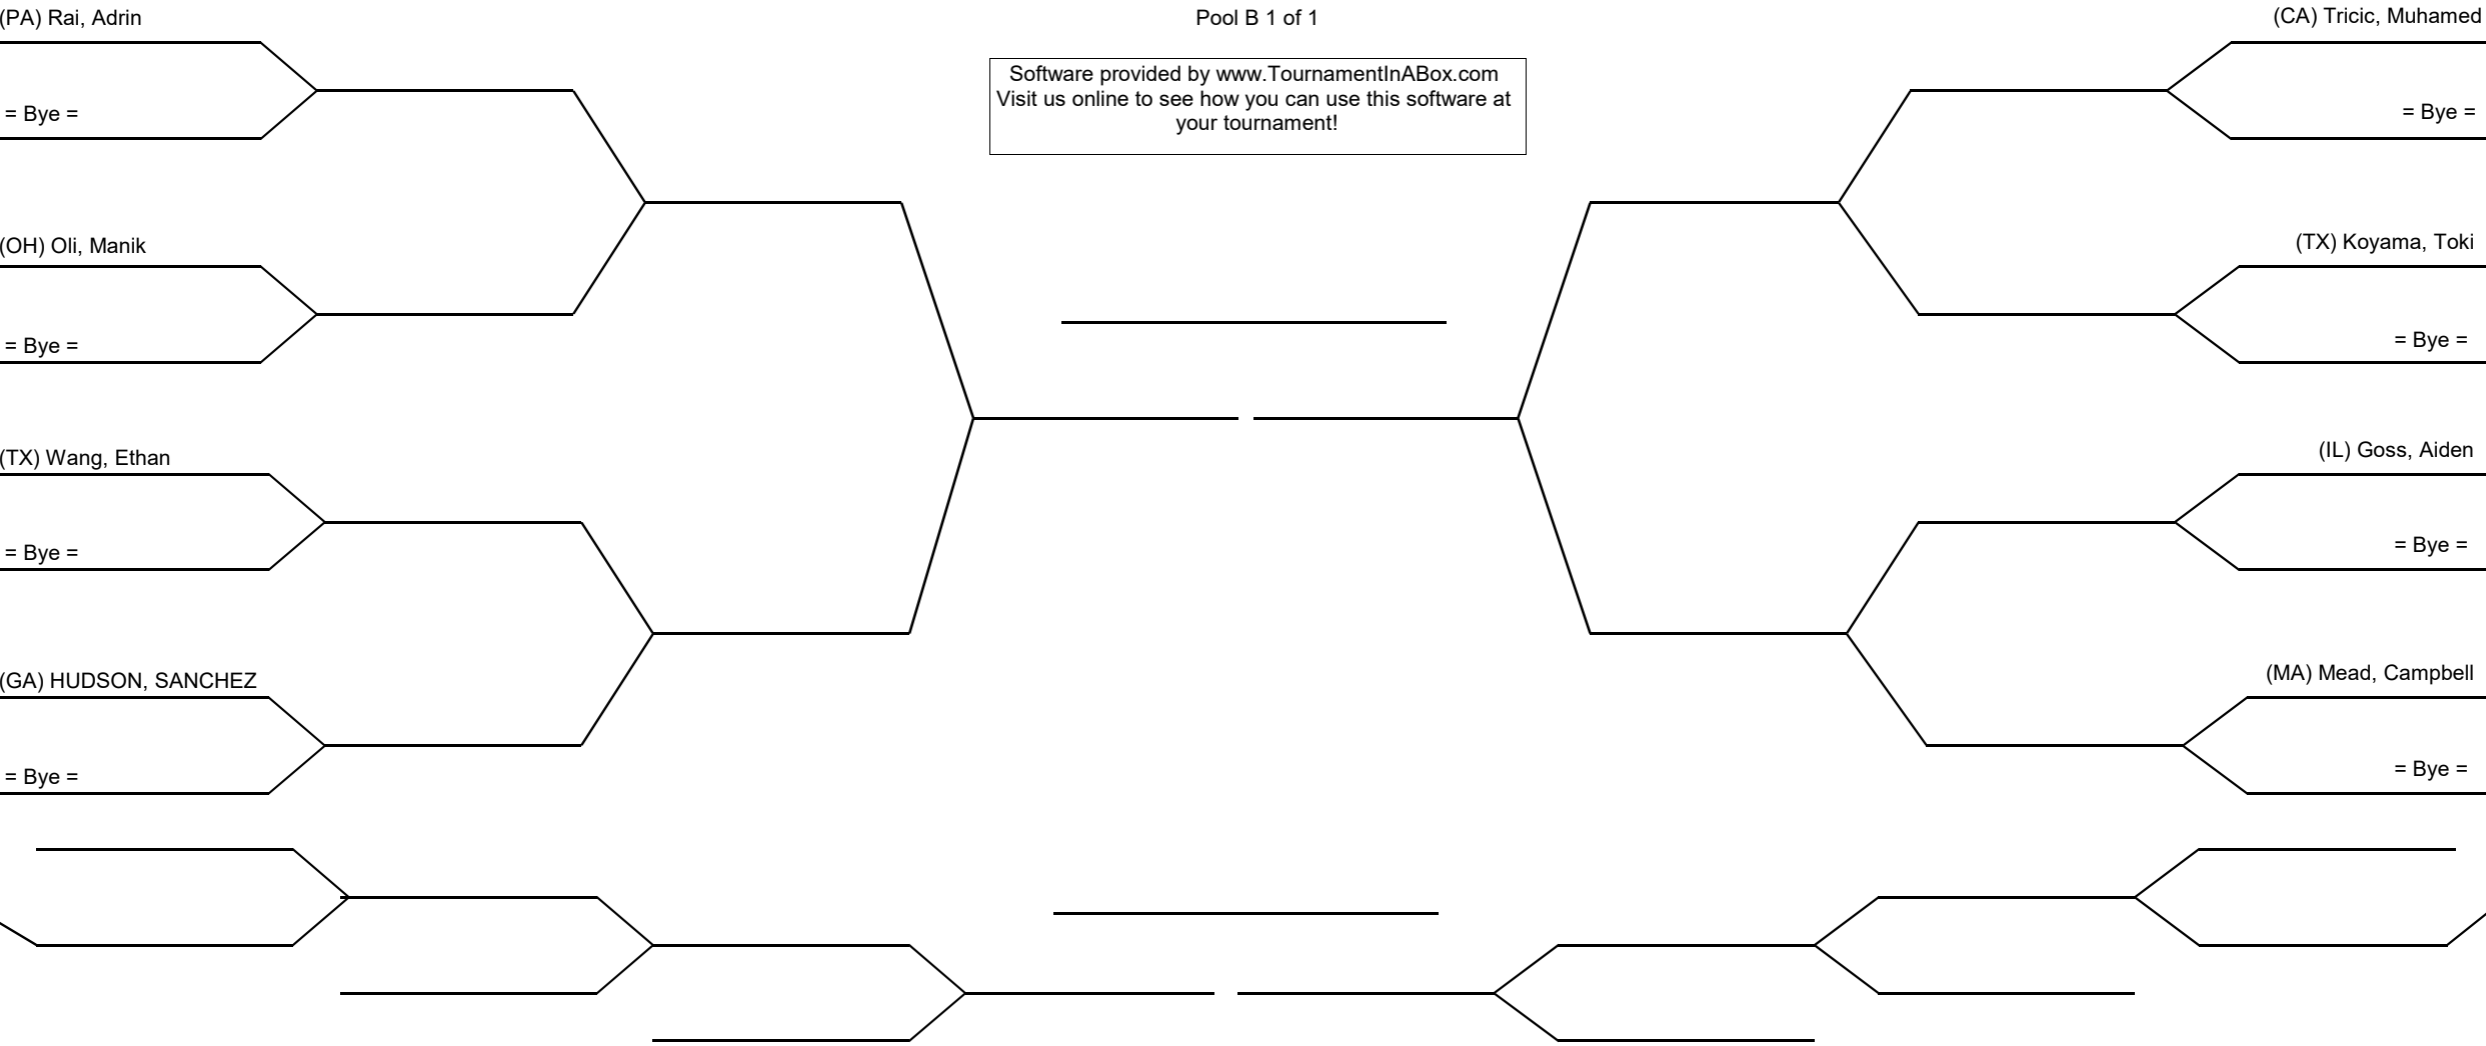 (PA) Rai, Adrin
Pool B 1 of 1
(CA) Tricic, Muhamed
Software provided by www.TournamentInABox.com
Visit us online to see how you can use this software at
your tournament!
= Bye =
= Bye =
(OH) Oli, Manik
(TX) Koyama, Toki
= Bye =
= Bye =
(TX) Wang, Ethan
(IL) Goss, Aiden
= Bye =
= Bye =
(GA) HUDSON, SANCHEZ
(MA) Mead, Campbell
= Bye =
= Bye =